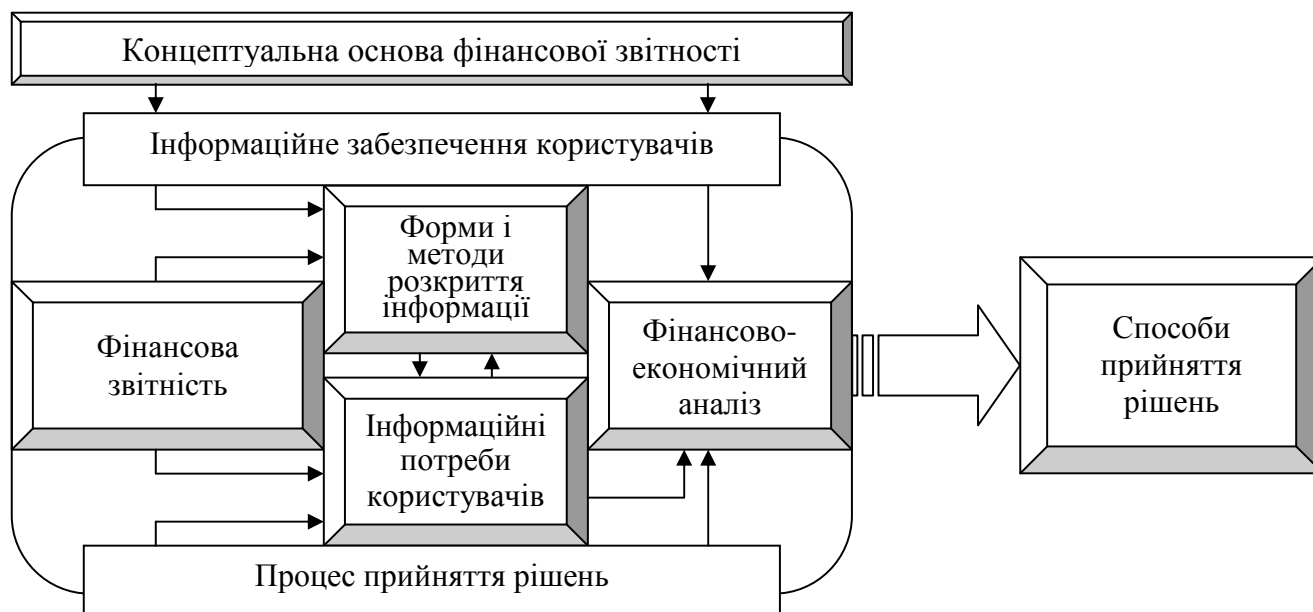 Концептуальна основа фінансової звітності
Інформаційне забезпечення користувачів
Форми і
методи
розкриття
інформації
Фінансова
звітність
Інформаційні
потреби
користувачів
Фінансово-
економічний
аналіз
Способи
прийняття
рішень
Процес прийняття рішень